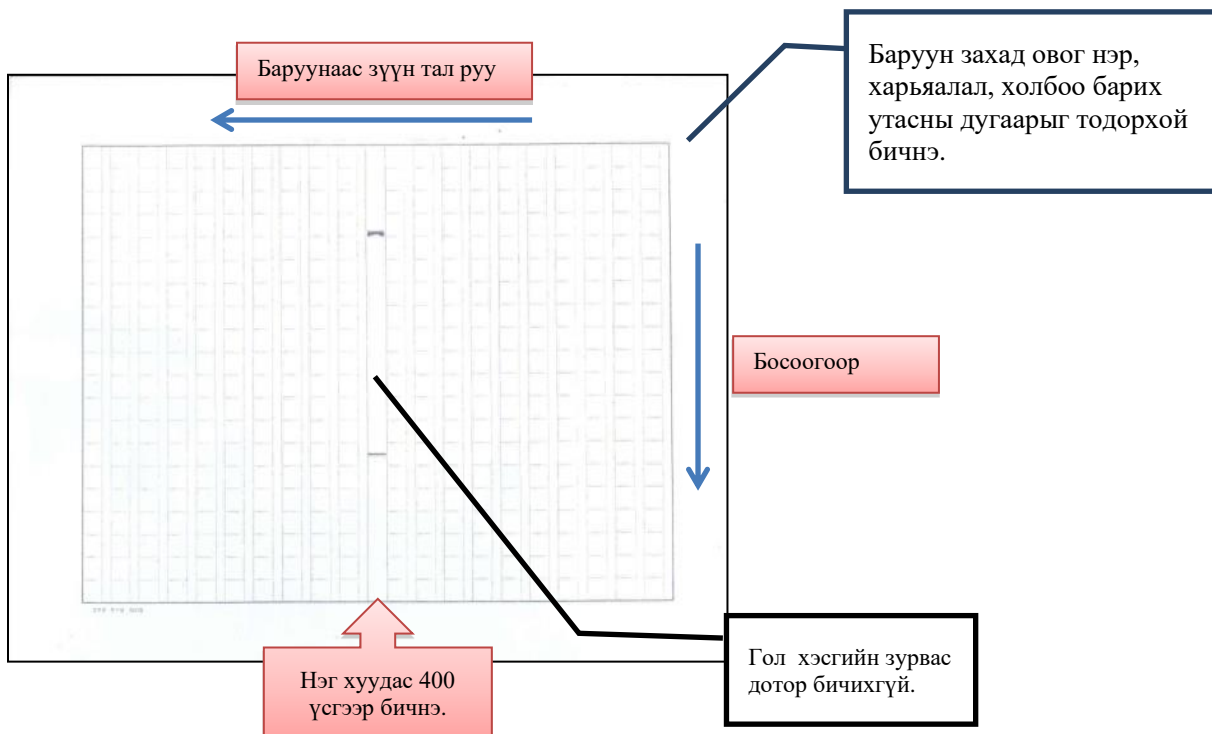 Баруунаас зүүн тал руу
Баруун захад овог нэр,
харьяалал, холбоо барих
утасны дугаарыг тодорхой
бичнэ.
Босоогоор
Гол хэсгийн зурвас
дотор бичихгүй.
Нэг хуудас 400
үсгээр бичнэ.